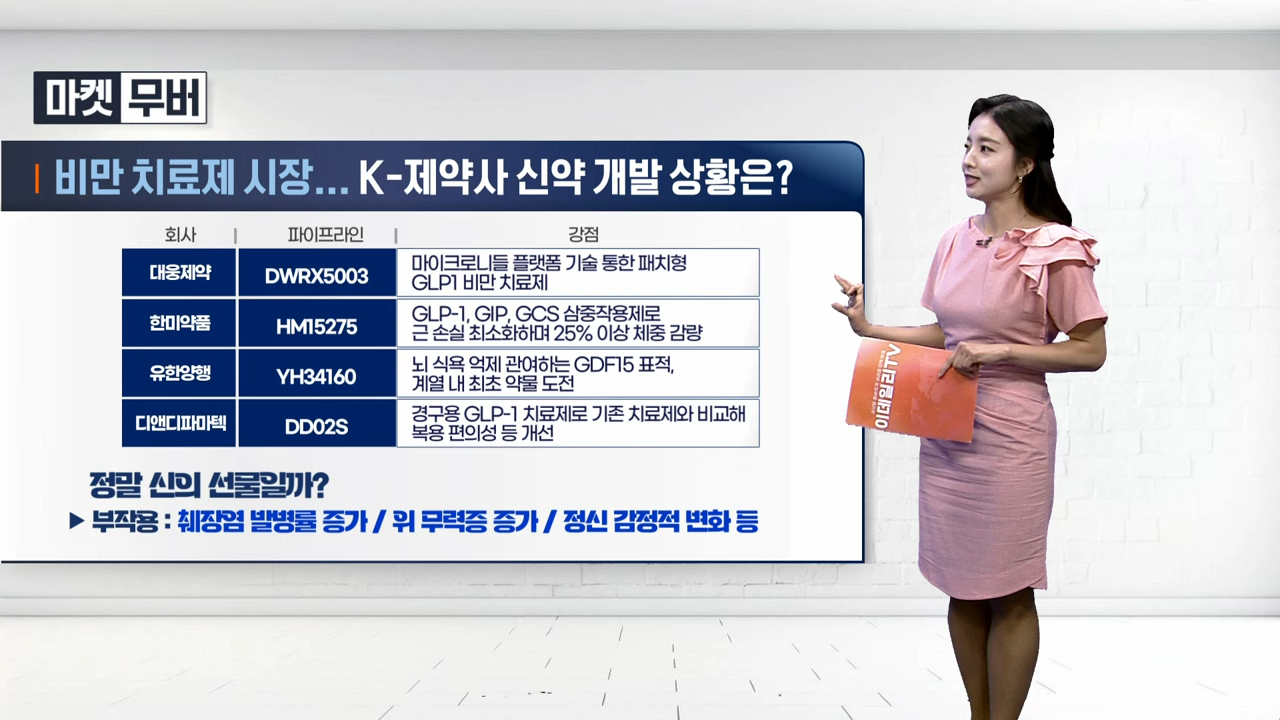 마켓 무버
비만 치료제 시장... K-제약사 신약 개발 상황은?
회사 | 파이프라인 | 강점
대웅제약 DWRX5003 마이크로니들 플랫폼 기술 통한 패치형
GLP1 비만 치료제
한미약품 HM15275 GLP-1, GIP, GCS 삼중작용제로
근 손실 최소화하며 25% 이상 체중 감량
유한양행 YH34160 뇌 식욕 억제 관여하는 GDF15 표적,
계열 내 최초 약물 도전
디앤디파마텍 DD02S 경구용 GLP-1 치료제로 기존 치료제와 비교해
복용 편의성 등 개선
정말 신의 선물일까?
▶ 부작용 : 췌장염 발병률 증가 / 위 무력증 증가 / 정신 감정적 변화 등
이데일리TV